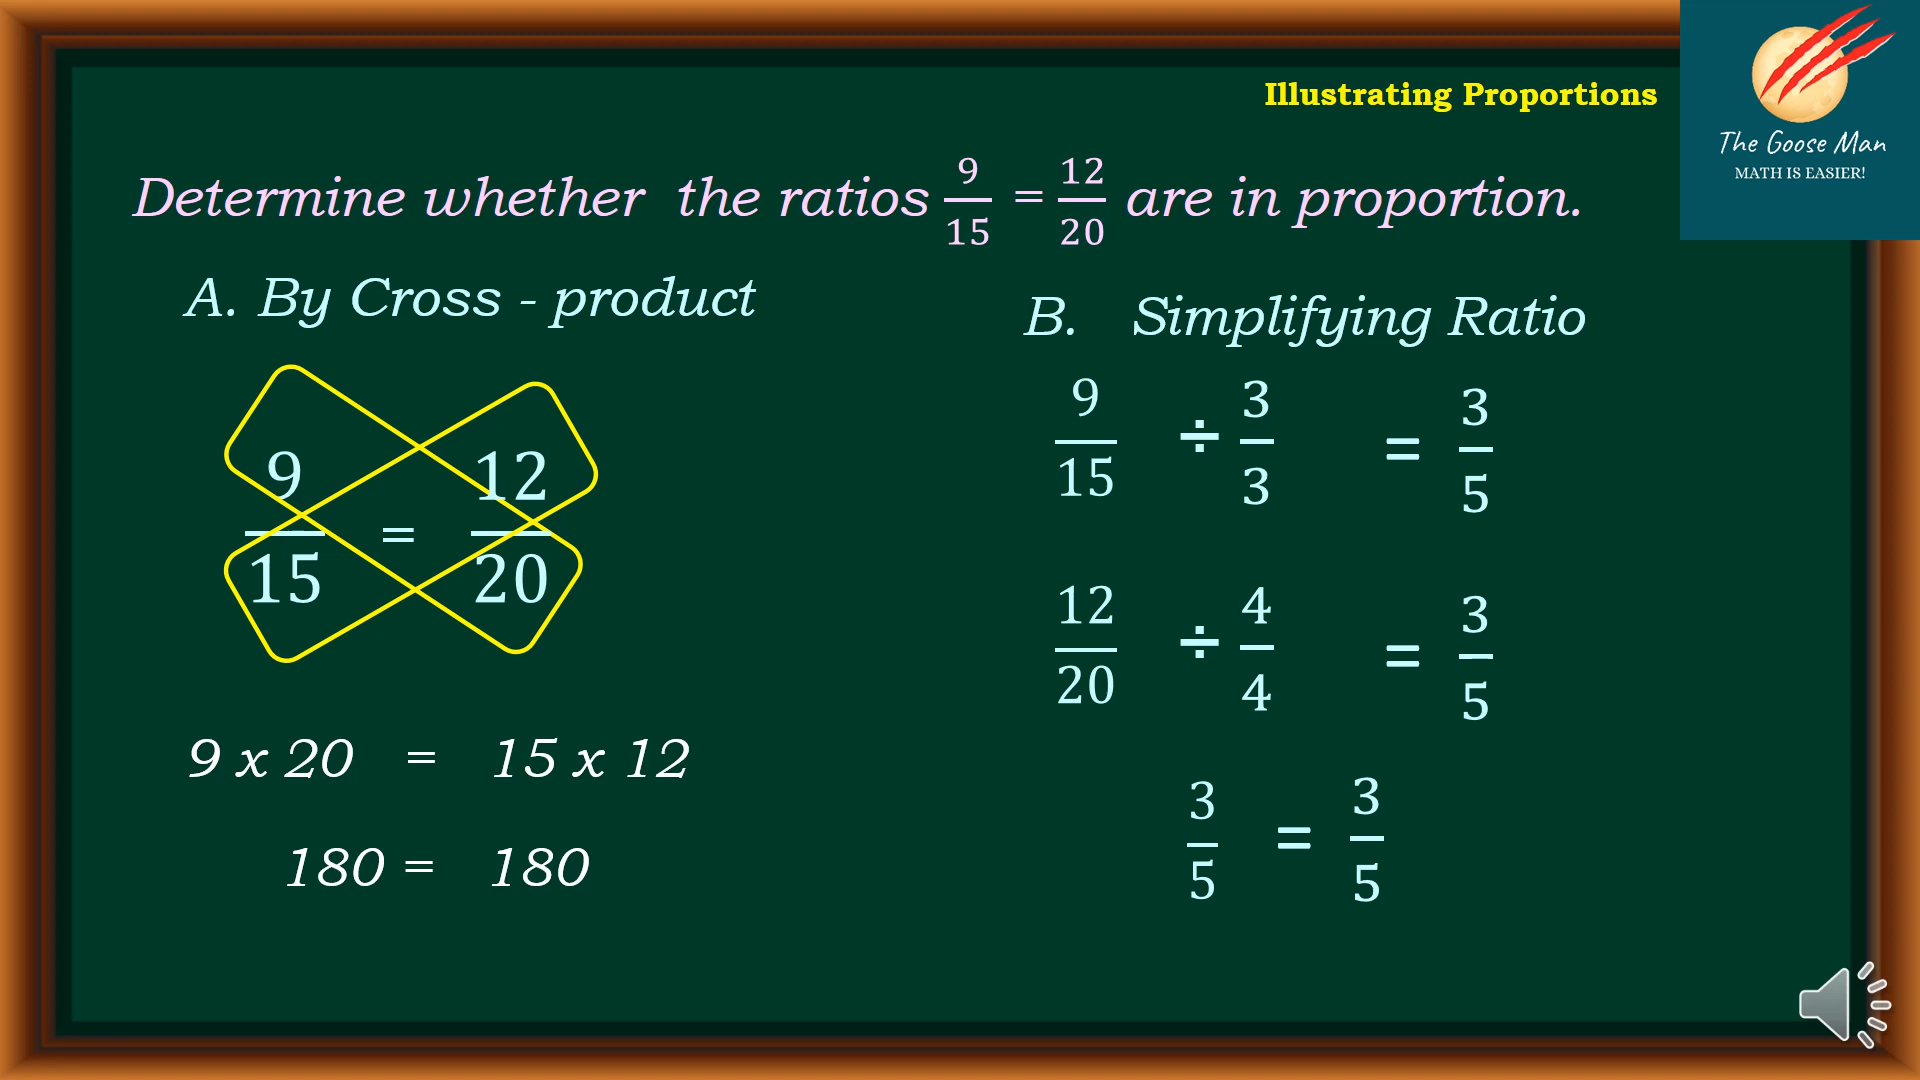 Illustrating Proportions
The Goose Man
MATH IS EASIER!
Determine whether the ratios 9/15 = 12/20 are in proportion.
A. By Cross - product
9/15 = 12/20
9 x 20 = 15 x 12
180 = 180
B. Simplifying Ratio
9/15 ÷ 3/3 = 3/5
12/20 ÷ 4/4 = 3/5
3/5 = 3/5